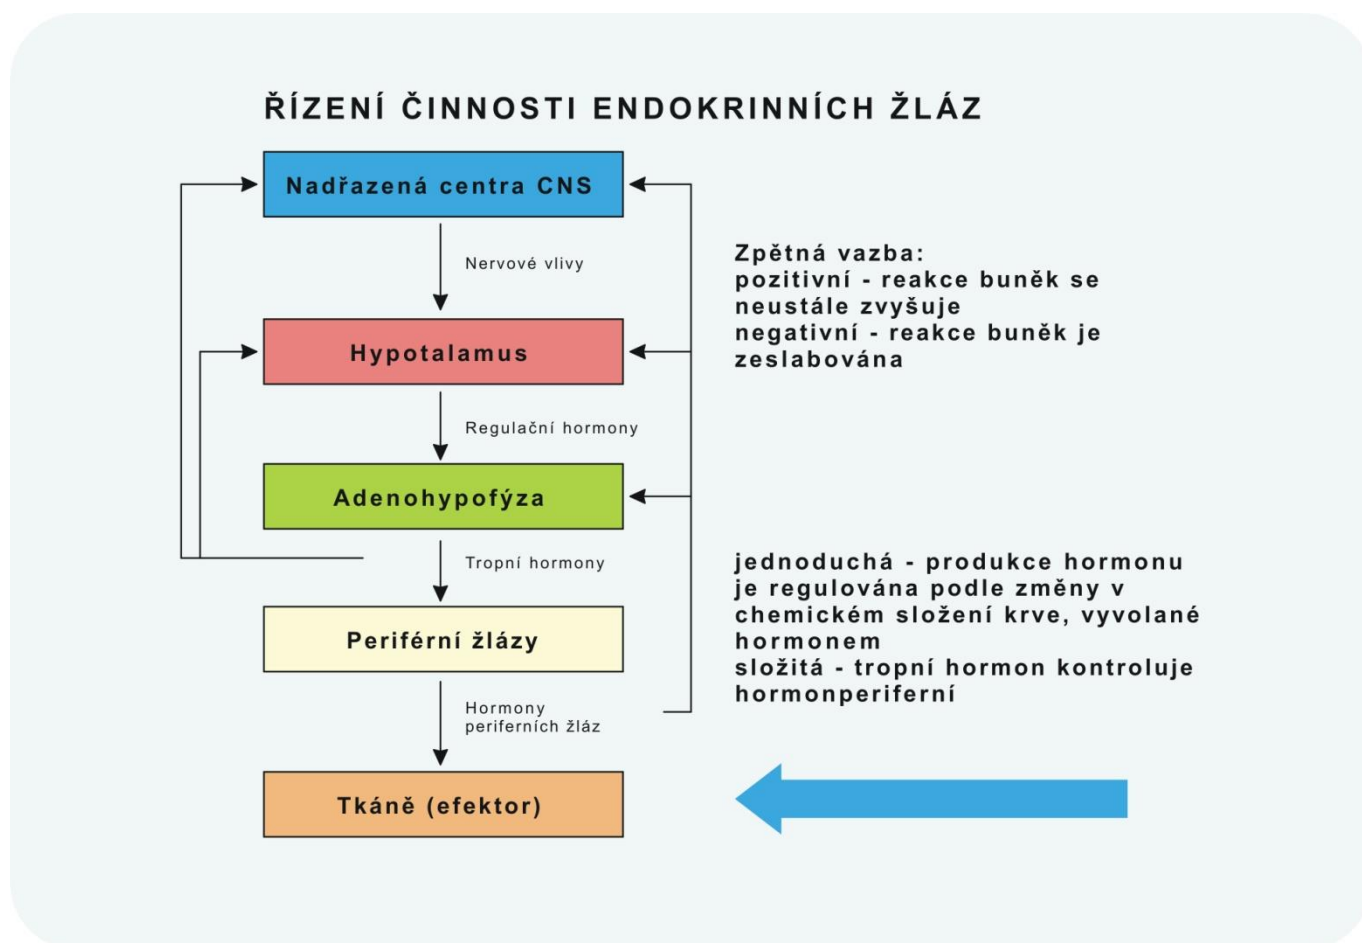 ŘÍZENÍ ČINNOSTI ENDOKRINNÍCH ŽLÁZ
Nadřazená centra CNS
Nervové vlivy
Hypotalamus
Regulační hormony
Adenohypofýza
Tropní hormony
Periférní žlázy
Hormony
periferních žláz
Tkáně (efektor)
Zpětná vazba:
pozitivní - reakce buněk se
neustále zvyšuje
negativní - reakce buněk je
zeslabována
jednoduchá - produkce hormonu
je regulována podle změny v
chemickém složení krve, vyvolané
hormonem
složitá - tropní hormon kontroluje
hormonperiferní